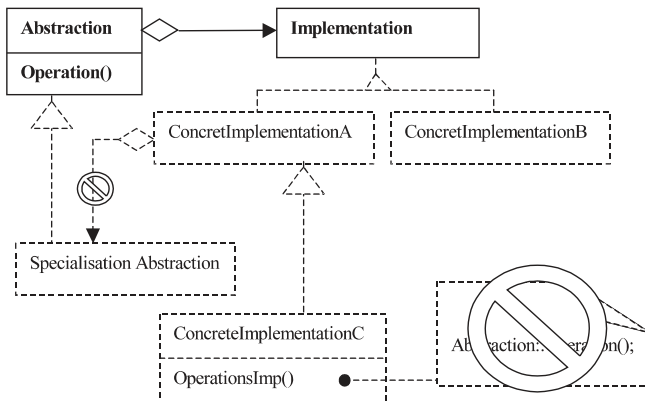 Abstraction
Operation()
Implementation
ConcretImplementationA
ConcretImplementationB
Specialisation Abstraction
ConcreteImplementationC
OperationsImp()